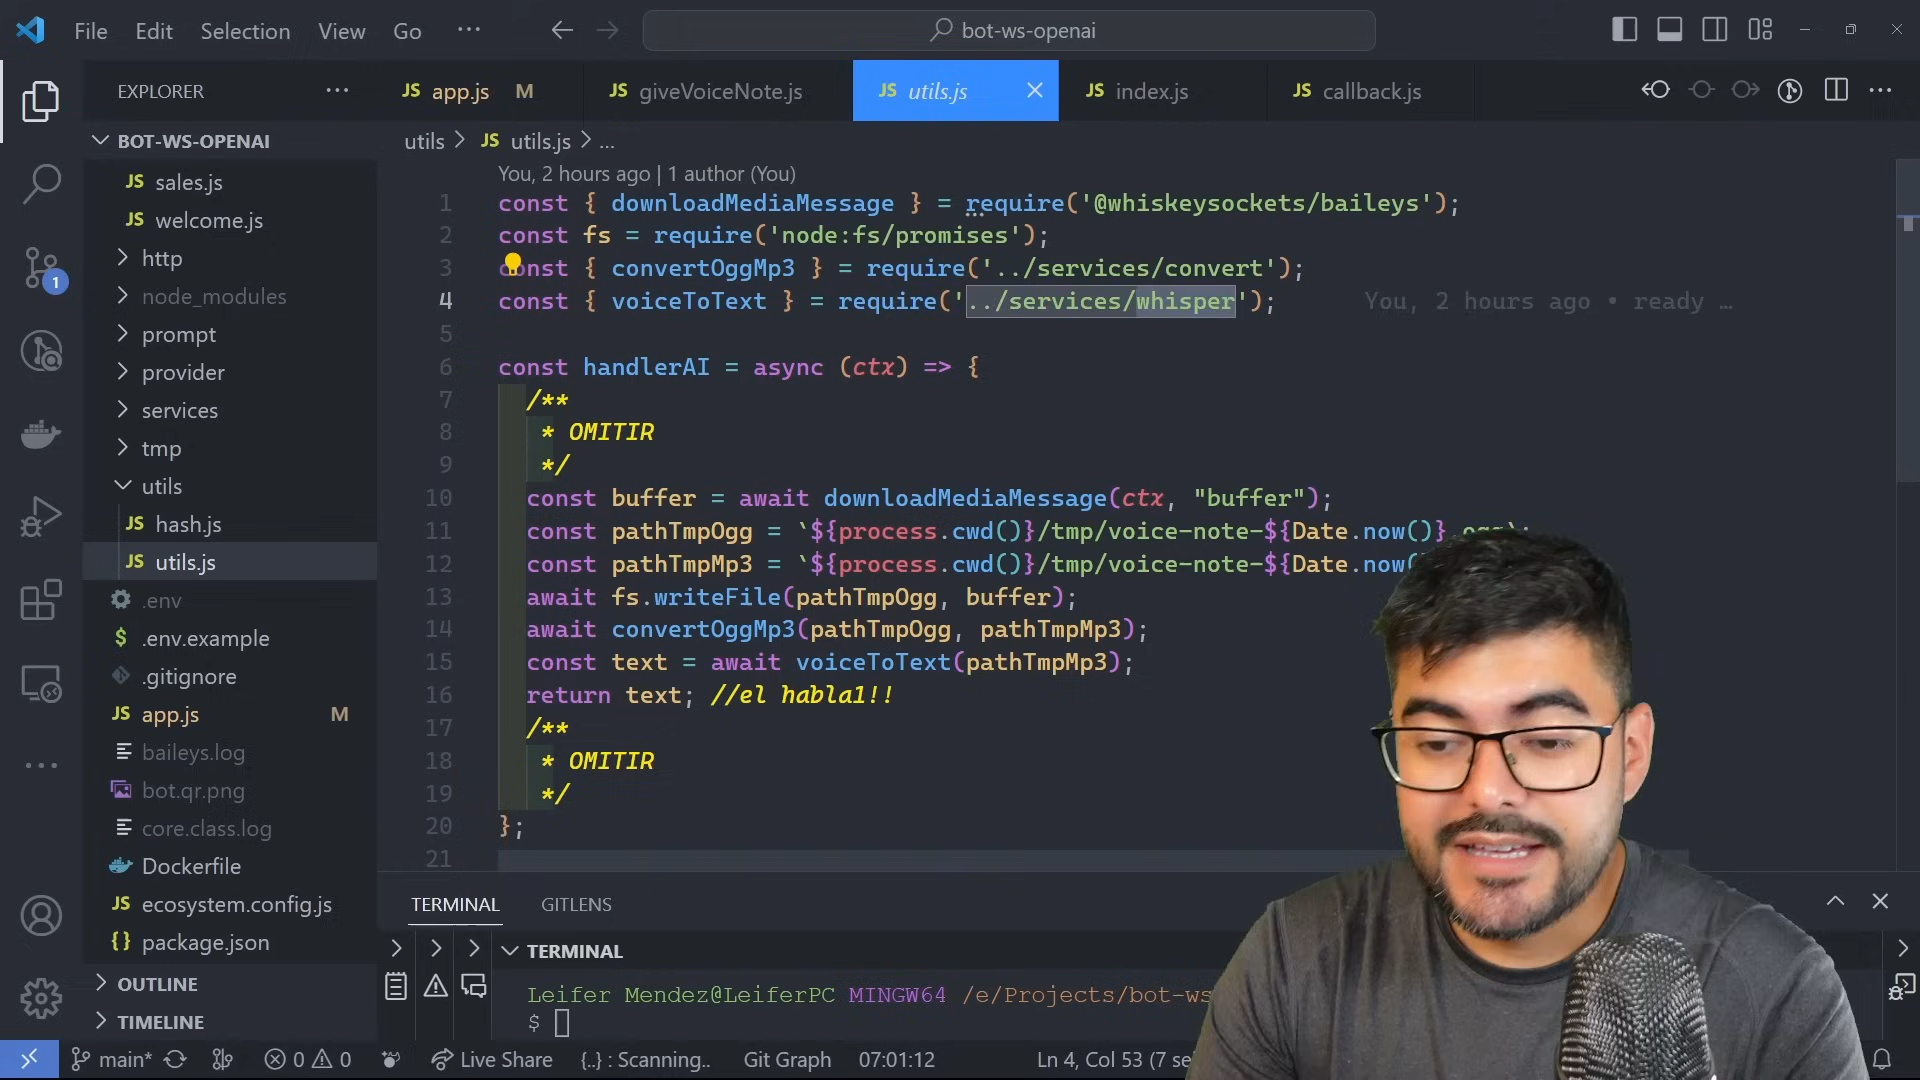 File Edit Selection View Go ··· bot-ws-openai
EXPLORER ···
JS app.js M
JS giveVoiceNote.js
JS utils.js
JS index.js
JS callback.js
···
BOT-WS-OPENAI
utils > JS utils.js > ...
JS sales.js
JS welcome.js
http
node_modules
prompt
provider
services
tmp
utils
JS hash.js
JS utils.js
.env
$ .env.example
.gitignore
JS app.js M
baileys.log
bot.qr.png
core.class.log
Dockerfile
JS ecosystem.config.js
{} package.json
OUTLINE
TIMELINE
1
You, 2 hours ago | 1 author (You)
1 const { downloadMediaMessage } = require('@whiskeysockets/baileys');
2 const fs = require('node:fs/promises');
3 const { convertOggMp3 } = require('../services/convert');
4 const { voiceToText } = require('../services/whisper'); You, 2 hours ago • ready …
5
6 const handlerAI = async (ctx) => {
7 /**
8 * OMITIR
9 */
10 const buffer = await downloadMediaMessage(ctx, "buffer");
11 const pathTmpOgg = `${process.cwd()}/tmp/voice-note-${Date.now()}.ogg`;
12 const pathTmpMp3 = `${process.cwd()}/tmp/voice-note-${Date.now(
13 await fs.writeFile(pathTmpOgg, buffer);
14 await convertOggMp3(pathTmpOgg, pathTmpMp3);
15 const text = await voiceToText(pathTmpMp3);
16 return text; //el habla1!!
17 /**
18 * OMITIR
19 */
20 };
21
TERMINAL GITLENS
TERMINAL
Leifer Mendez@LeiferPC MINGW64 /e/Projects/bot-ws
$
main* 0 0 Live Share {..} : Scanning.. Git Graph 07:01:12 Ln 4, Col 53 (7 se